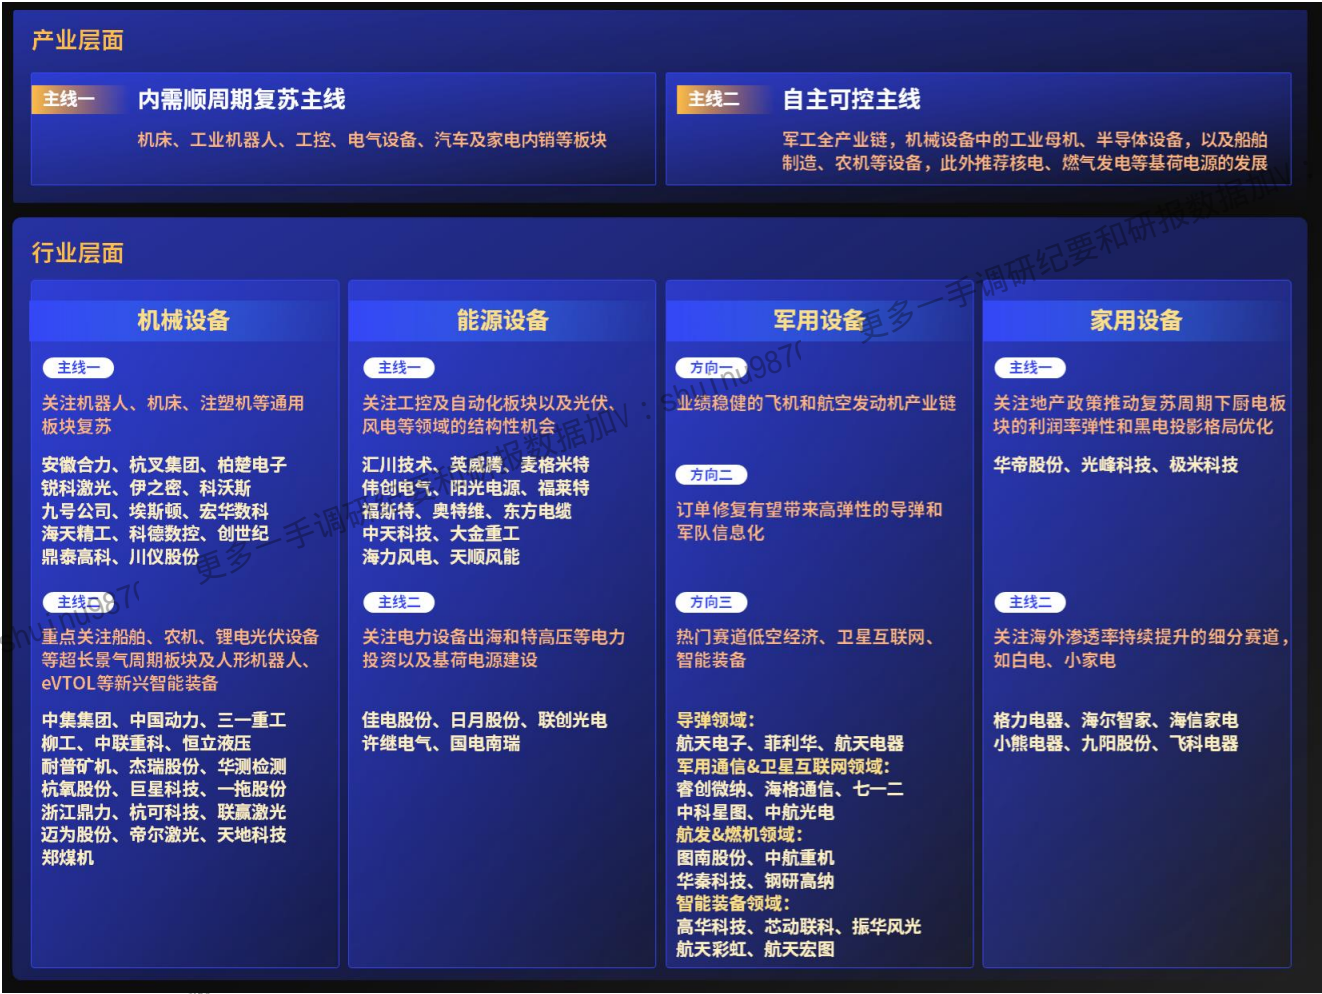 产业层面
主线一
内需顺周期复苏主线
机床、工业机器人、工控、电气设备、汽车及家电内销等板块
主线二
自主可控主线
军工全产业链，机械设备中的工业母机、半导体设备，以及船舶
制造、农机等设备，此外推荐核电、燃气发电等基荷电源的发展
行业层面
机械设备
主线一
关注机器人、机床、注塑机等通用
板块复苏
安徽合力、杭叉集团、柏楚电子
锐科激光、伊之密、科沃斯
九号公司、埃斯顿、宏华数科
海天精工、科德数控、创世纪
鼎泰高科、川仪股份
主线二
重点关注船舶、农机、锂电光伏设备
等超长景气周期板块及人形机器人、
eVTOL等新兴智能装备
中集集团、中国动力、三一重工
柳工、中联重科、恒立液压
耐普矿机、杰瑞股份、华测检测
杭氧股份、巨星科技、一拖股份
浙江鼎力、杭可科技、联赢激光
迈为股份、帝尔激光、天地科技
郑煤机
能源设备
主线一
关注工控及自动化板块以及光伏、
风电等领域的结构性机会
汇川技术、英威腾、麦格米特
伟创电气、阳光电源、福莱特
福斯特、奥特维、东方电缆
中天科技、大金重工
海力风电、天顺风能
主线二
关注电力设备出海和特高压等电力
投资以及基荷电源建设
佳电股份、日月股份、联创光电
许继电气、国电南瑞
军用设备
方向一
业绩稳健的飞机和航空发动机产业链
方向二
订单修复有望带来高弹性的导弹和
军队信息化
方向三
热门赛道低空经济、卫星互联网、
智能装备
导弹领域：
航天电子、菲利华、航天电器
军用通信&卫星互联网领域：
睿创微纳、海格通信、七一二
中科星图、中航光电
航发&燃机领域：
图南股份、中航重机
华秦科技、钢研高纳
智能装备领域：
高华科技、芯动联科、振华风光
航天彩虹、航天宏图
家用设备
主线一
关注地产政策推动复苏周期下厨电板
块的利润率弹性和黑电投影格局优化
华帝股份、光峰科技、极米科技
主线二
关注海外渗透率持续提升的细分赛道，
如白电、小家电
格力电器、海尔智家、海信家电
小熊电器、九阳股份、飞科电器
更多一手调研纪要和研报数据加V：shuinu987r
更多一手调研纪要和研报数据加V：
shuinu987r